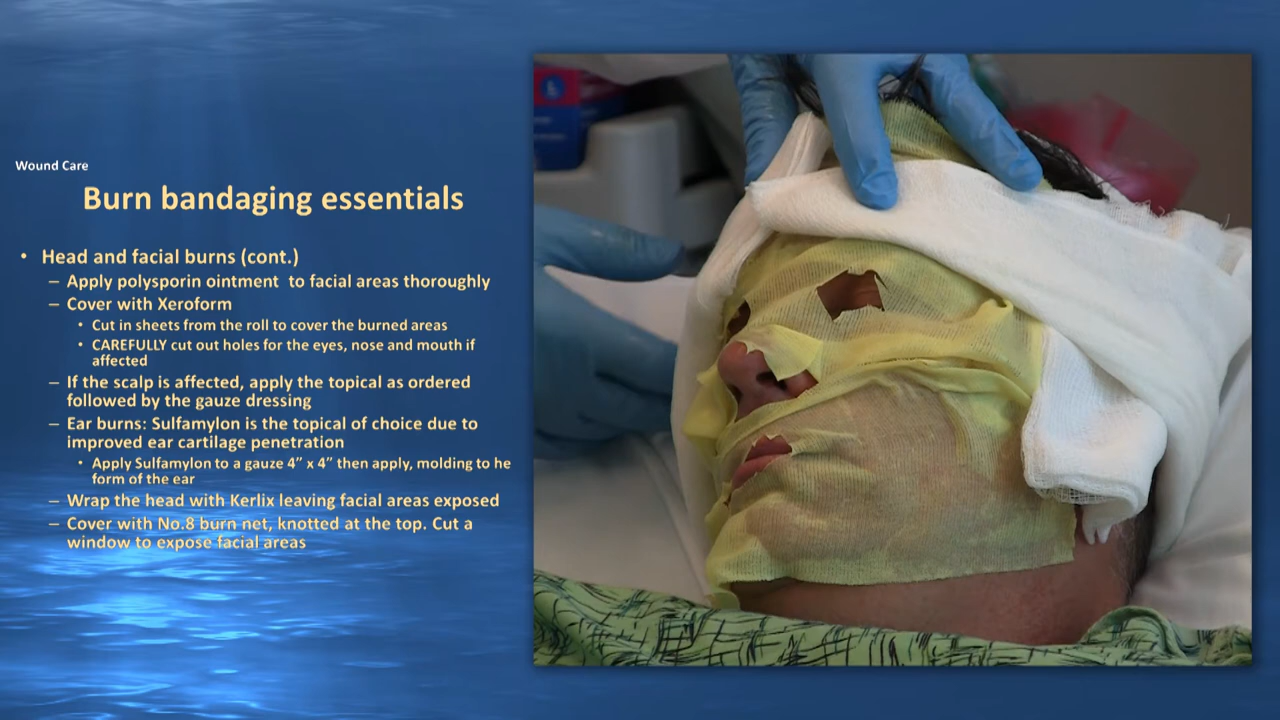 Wound Care
Burn bandaging essentials
• Head and facial burns (cont.)
– Apply polysporin ointment to facial areas thoroughly
– Cover with Xeroform
• Cut in sheets from the roll to cover the burned areas
• CAREFULLY cut out holes for the eyes, nose and mouth if
affected
– If the scalp is affected, apply the topical as ordered
followed by the gauze dressing
– Ear burns: Sulfamylon is the topical of choice due to
improved ear cartilage penetration
• Apply Sulfamylon to a gauze 4” x 4” then apply, molding to he
form of the ear
– Wrap the head with Kerlix leaving facial areas exposed
– Cover with No.8 burn net, knotted at the top. Cut a
window to expose facial areas